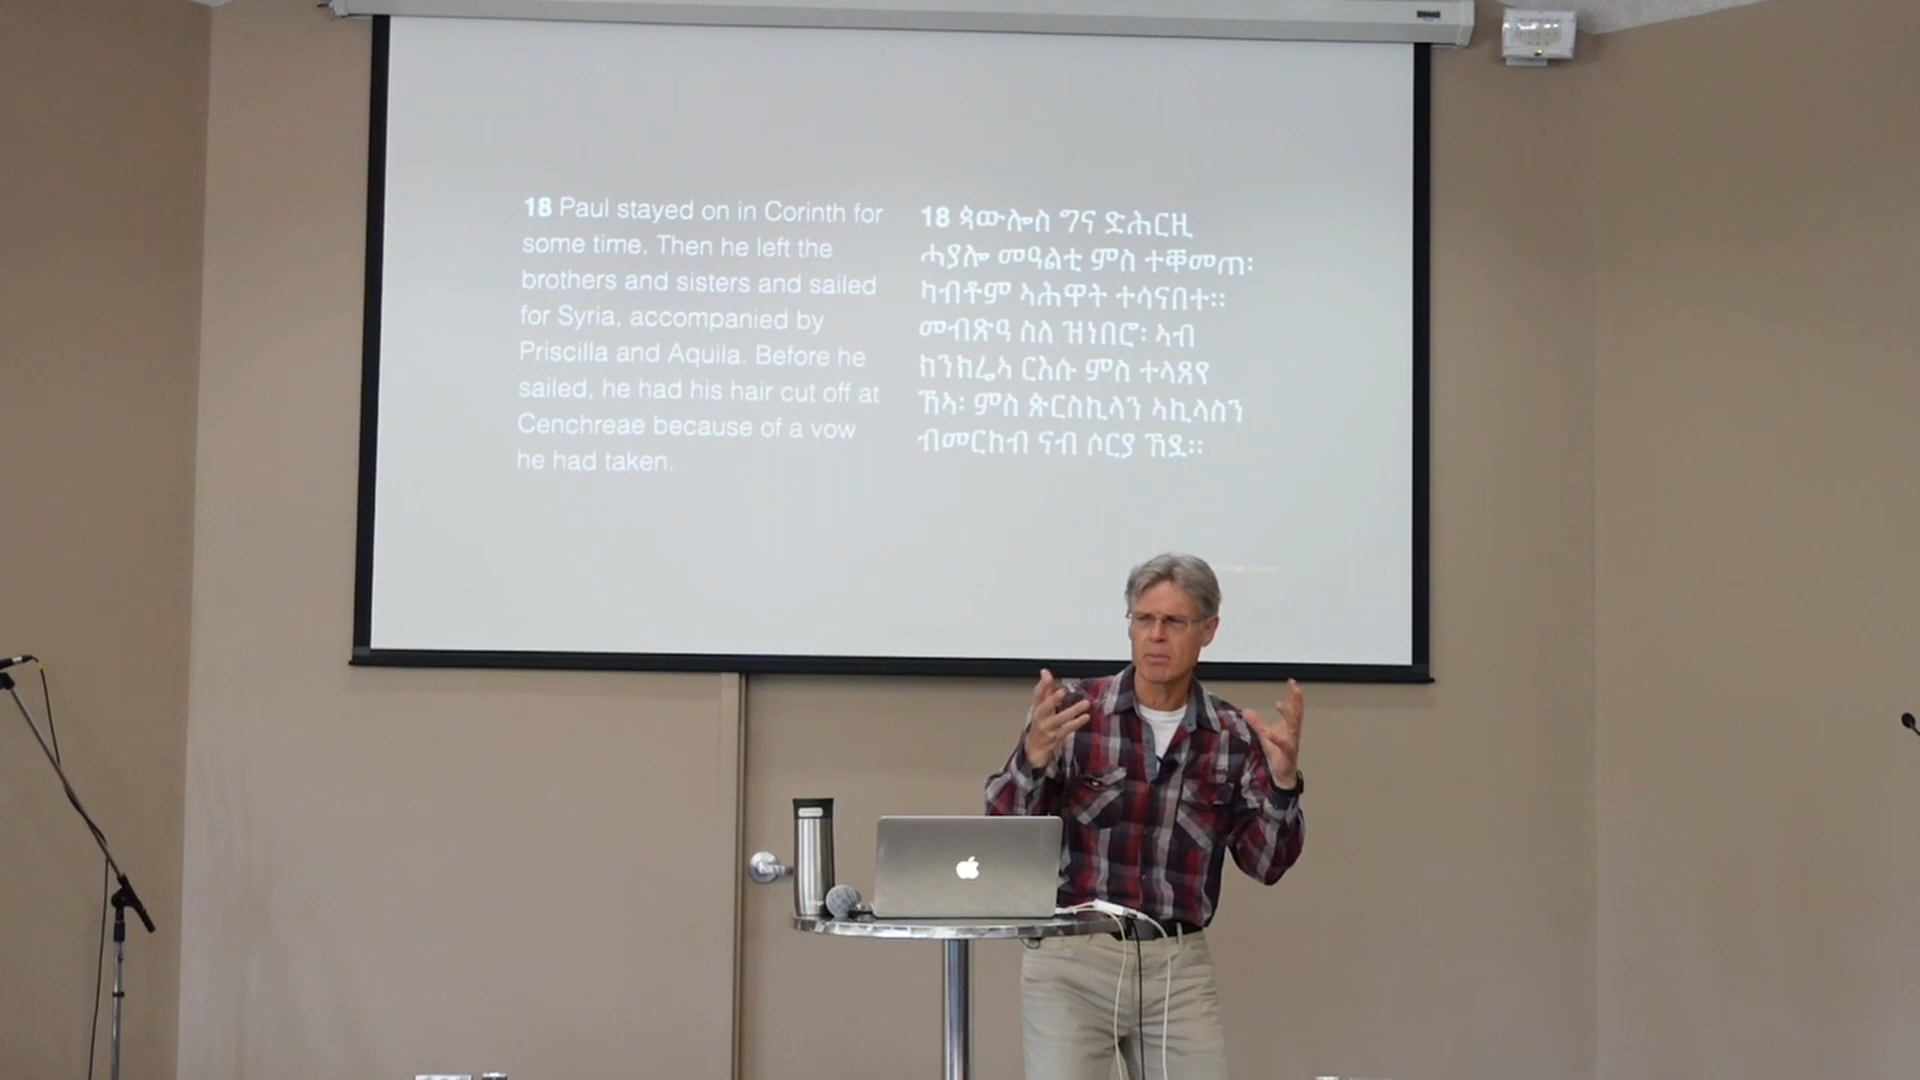 18 Paul stayed on in Corinth for
some time. Then he left the
brothers and sisters and sailed
for Syria, accompanied by
Priscilla and Aquila. Before he
sailed, he had his hair cut off at
Cenchreae because of a vow
he had taken.
18 ጳውሎስ ግና ድሕርዚ
ሓያሎ መዓልቲ ምስ ተቐመጠ፡
ካብቶም ኣሕዋት ተሳናበተ።
መብጽዓ ስለ ዝነበሮ፡ ኣብ
ከንክሬኣ ርእሱ ምስ ተላጸየ
ኸኣ፡ ምስ ጵርስኪላን ኣኪላስን
ብመርከብ ናብ ሶርያ ኸደ።